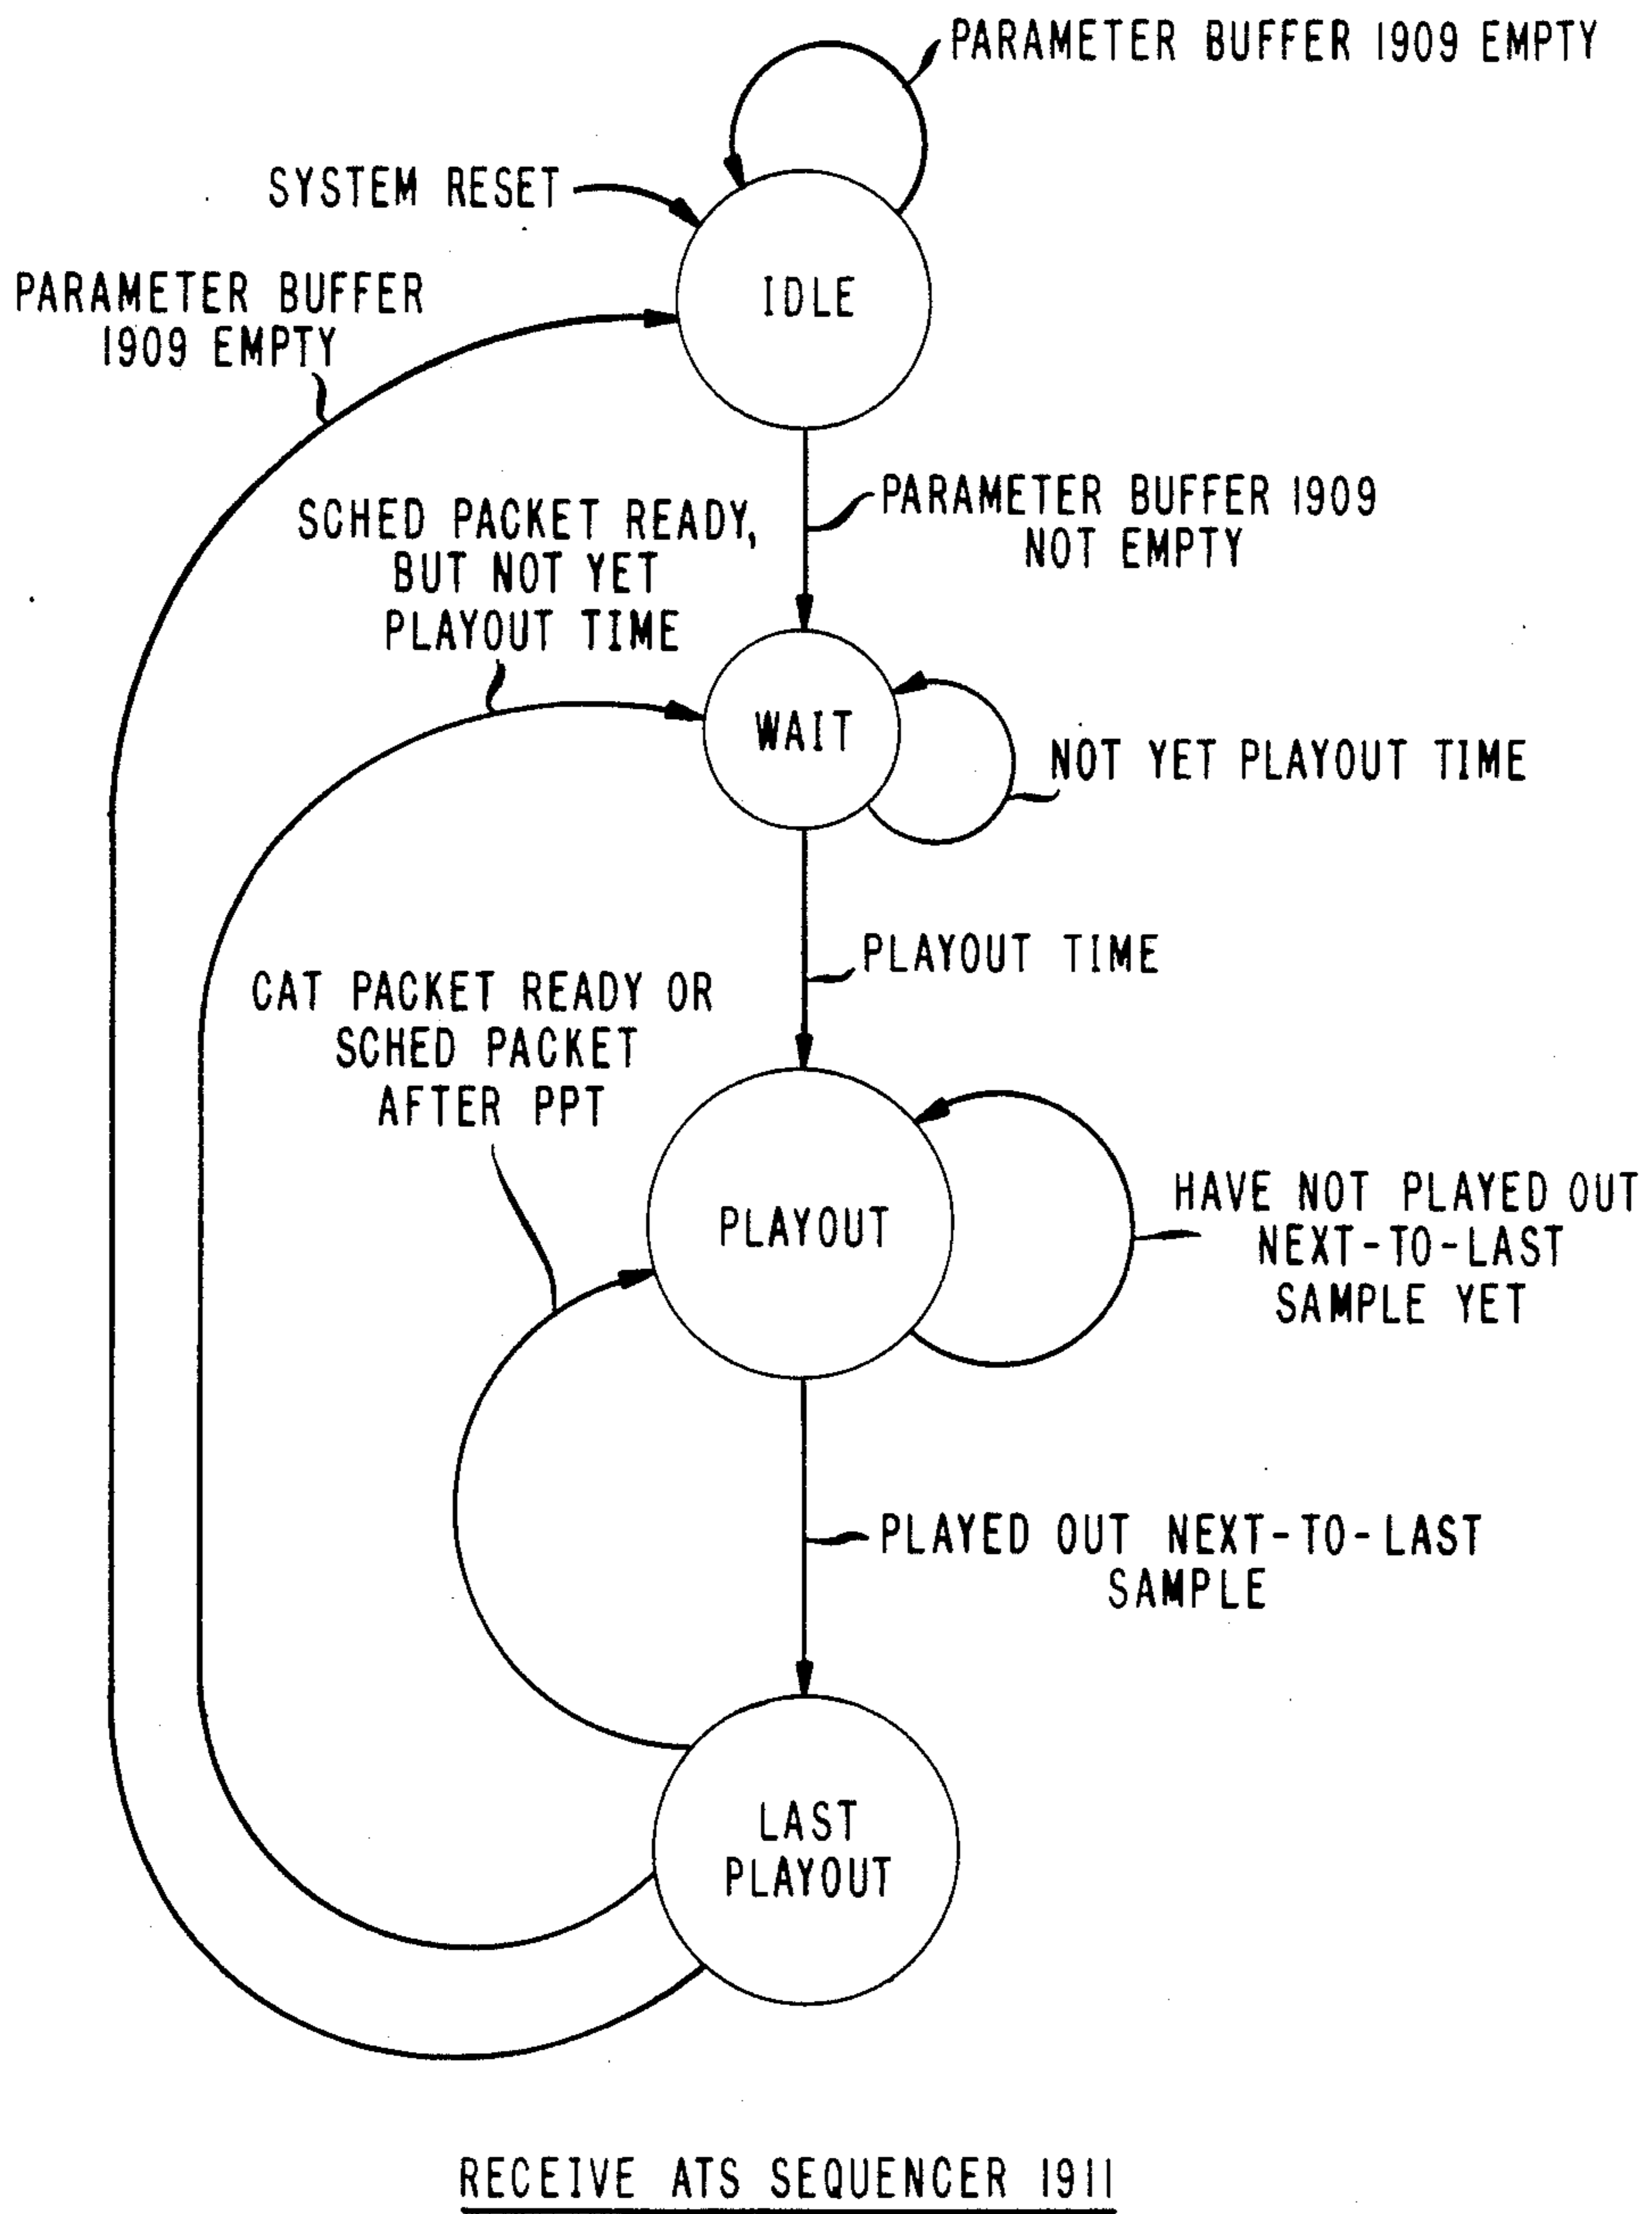 PARAMETER BUFFER 1909 EMPTY
SYSTEM RESET
PARAMETER BUFFER
1909 EMPTY
IDLE
PARAMETER BUFFER 1909
NOT EMPTY
SCHED PACKET READY,
BUT NOT YET
PLAYOUT TIME
WAIT
NOT YET PLAYOUT TIME
PLAYOUT TIME
CAT PACKET READY OR
SCHED PACKET
AFTER PPT
PLAYOUT
HAVE NOT PLAYED OUT
NEXT-TO-LAST
SAMPLE YET
PLAYED OUT NEXT-TO-LAST
SAMPLE
LAST
PLAYOUT
RECEIVE ATS SEQUENCER 1911